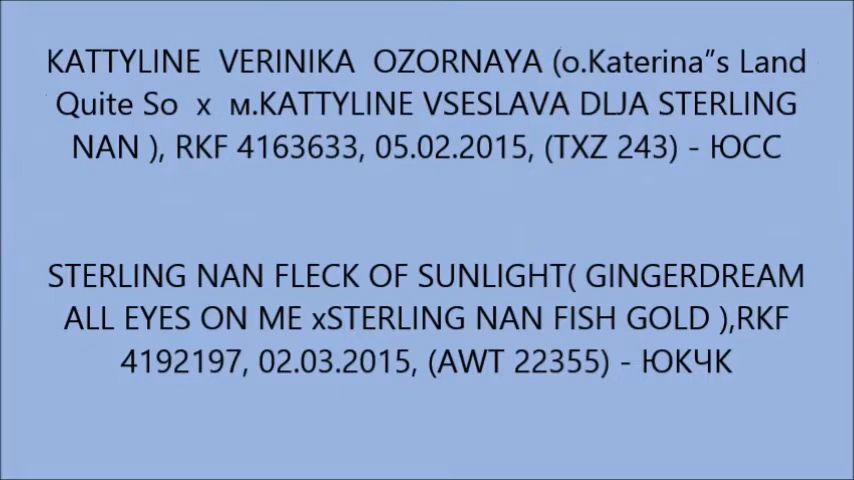 KATTYLINE VERINIKA OZORNAYA (о.Katerina”s Land
Quite So x м.KATTYLINE VSESLAVA DLJA STERLING
NAN ), RKF 4163633, 05.02.2015, (TXZ 243) - ЮСС
STERLING NAN FLECK OF SUNLIGHT( GINGERDREAM
ALL EYES ON ME xSTERLING NAN FISH GOLD ),RKF
4192197, 02.03.2015, (AWT 22355) - ЮКЧК